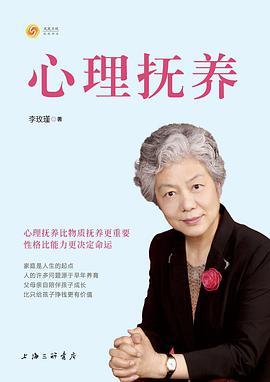 心理抚养
李玫瑾 著
心理抚养比物质抚养更重要
性格比能力更决定命运
家庭是人生的起点
人的许多问题源于早年养育
父母亲自陪伴孩子成长
比只给孩子挣钱更有价值
上海三联书店